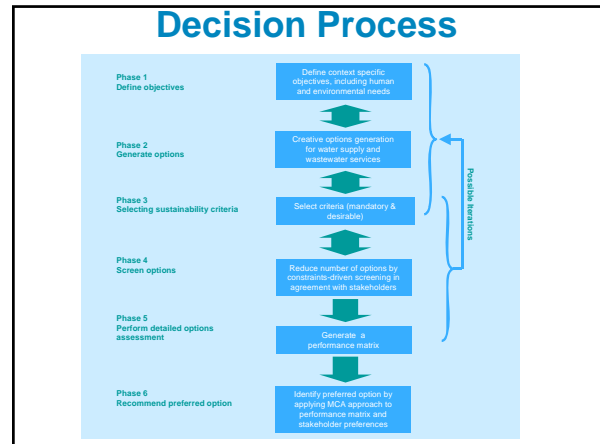 Decision Process
Phase 1
Define objectives
Define context specific
objectives, including human
and environmental needs
Phase 2
Generate options
Creative options generation
for water supply and
wastewater services
Phase 3
Selecting sustainability criteria
Select criteria (mandatory &
desirable)
Possible Iterations
Phase 4
Screen options
Reduce number of options by
constraints-driven screening in
agreement with stakeholders
Phase 5
Perform detailed options
assessment
Generate a
performance matrix
Phase 6
Recommend preferred option
Identify preferred option by
applying MCA approach to
performance matrix and
stakeholder preferences